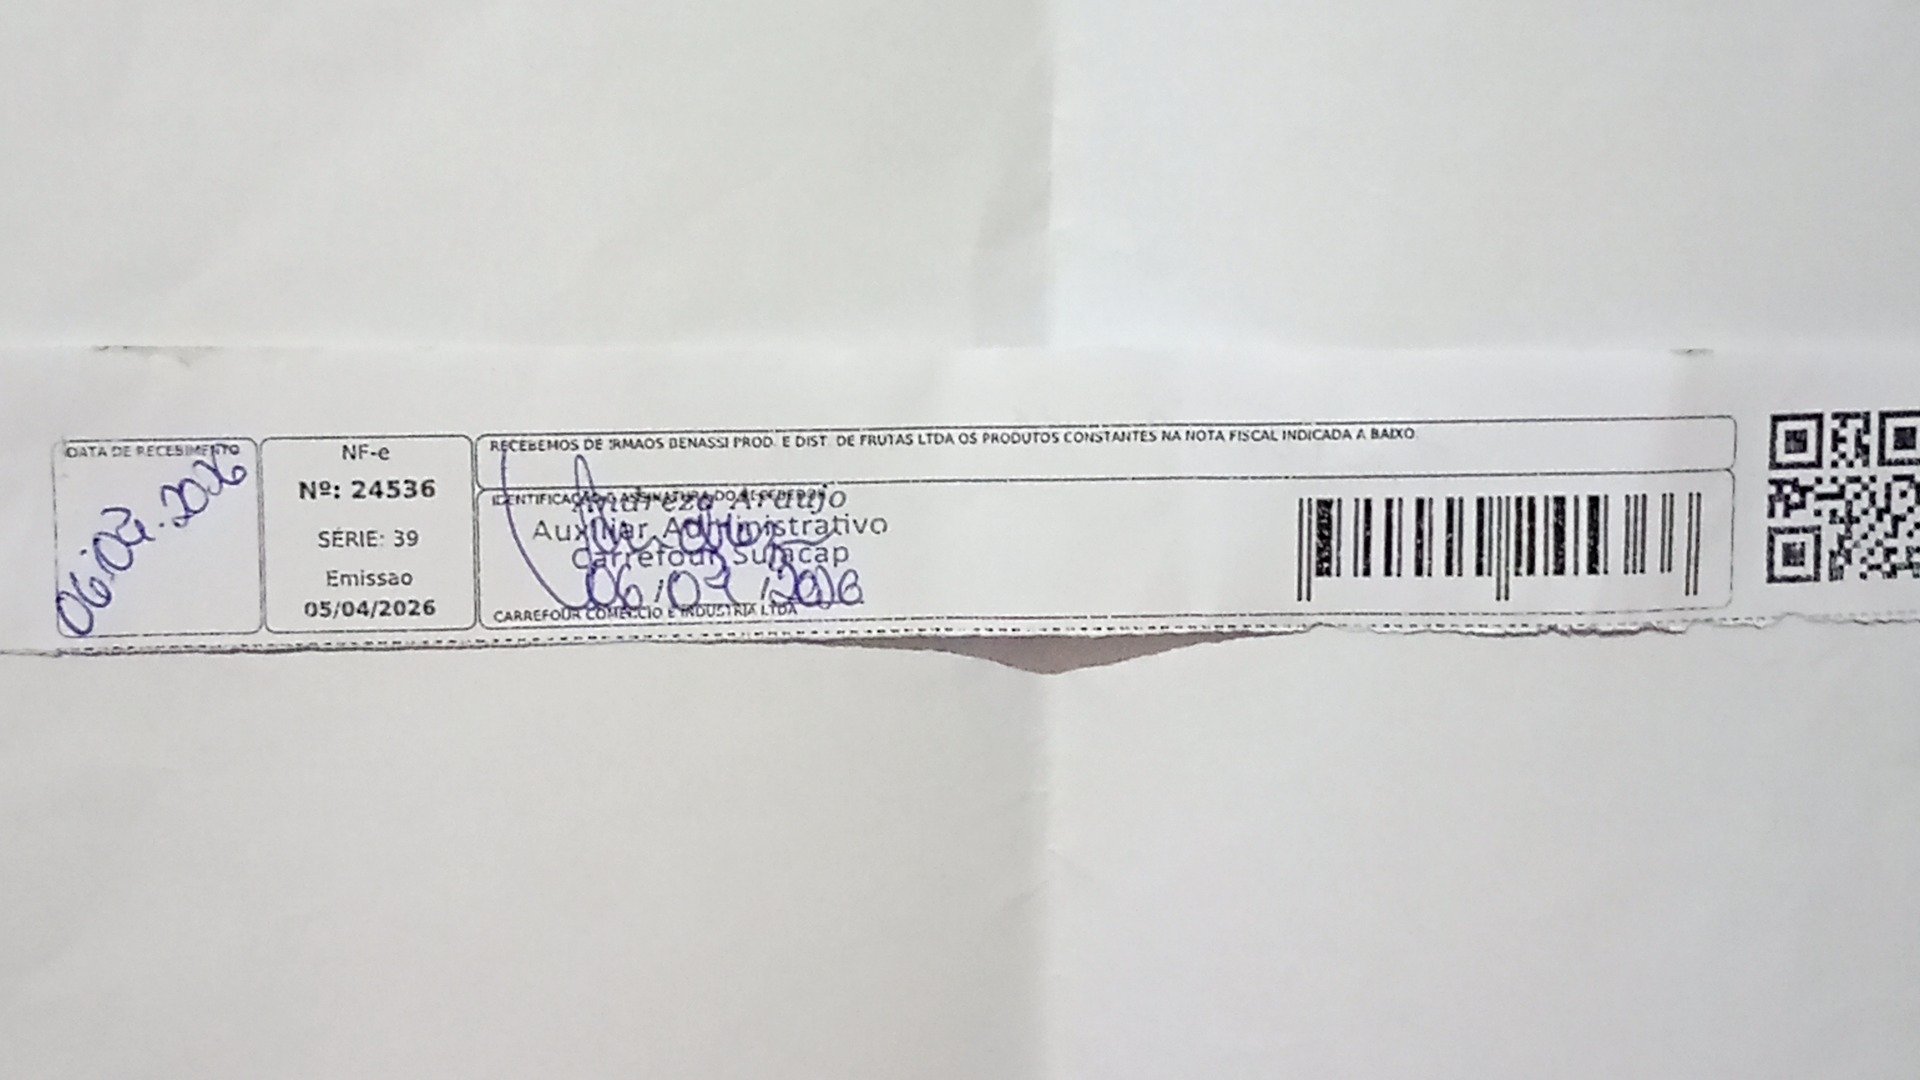 DATA DE RECEBIMENTO
06.04.2026
NF-e
Nº: 24536
SÉRIE: 39
Emissao
05/04/2026
RECEBEMOS DE IRMAOS BENASSI PROD. E DIST. DE FRUTAS LTDA OS PRODUTOS CONSTANTES NA NOTA FISCAL INDICADA A BAIXO.
IDENTIFICAÇÃO E ASSINATURA DO RECEBEDOR
Andreza Araujo
Auxiliar Administrativo
Carrefour Sulacap
06/04/2026
CARREFOUR COMERCIO E INDUSTRIA LTDA